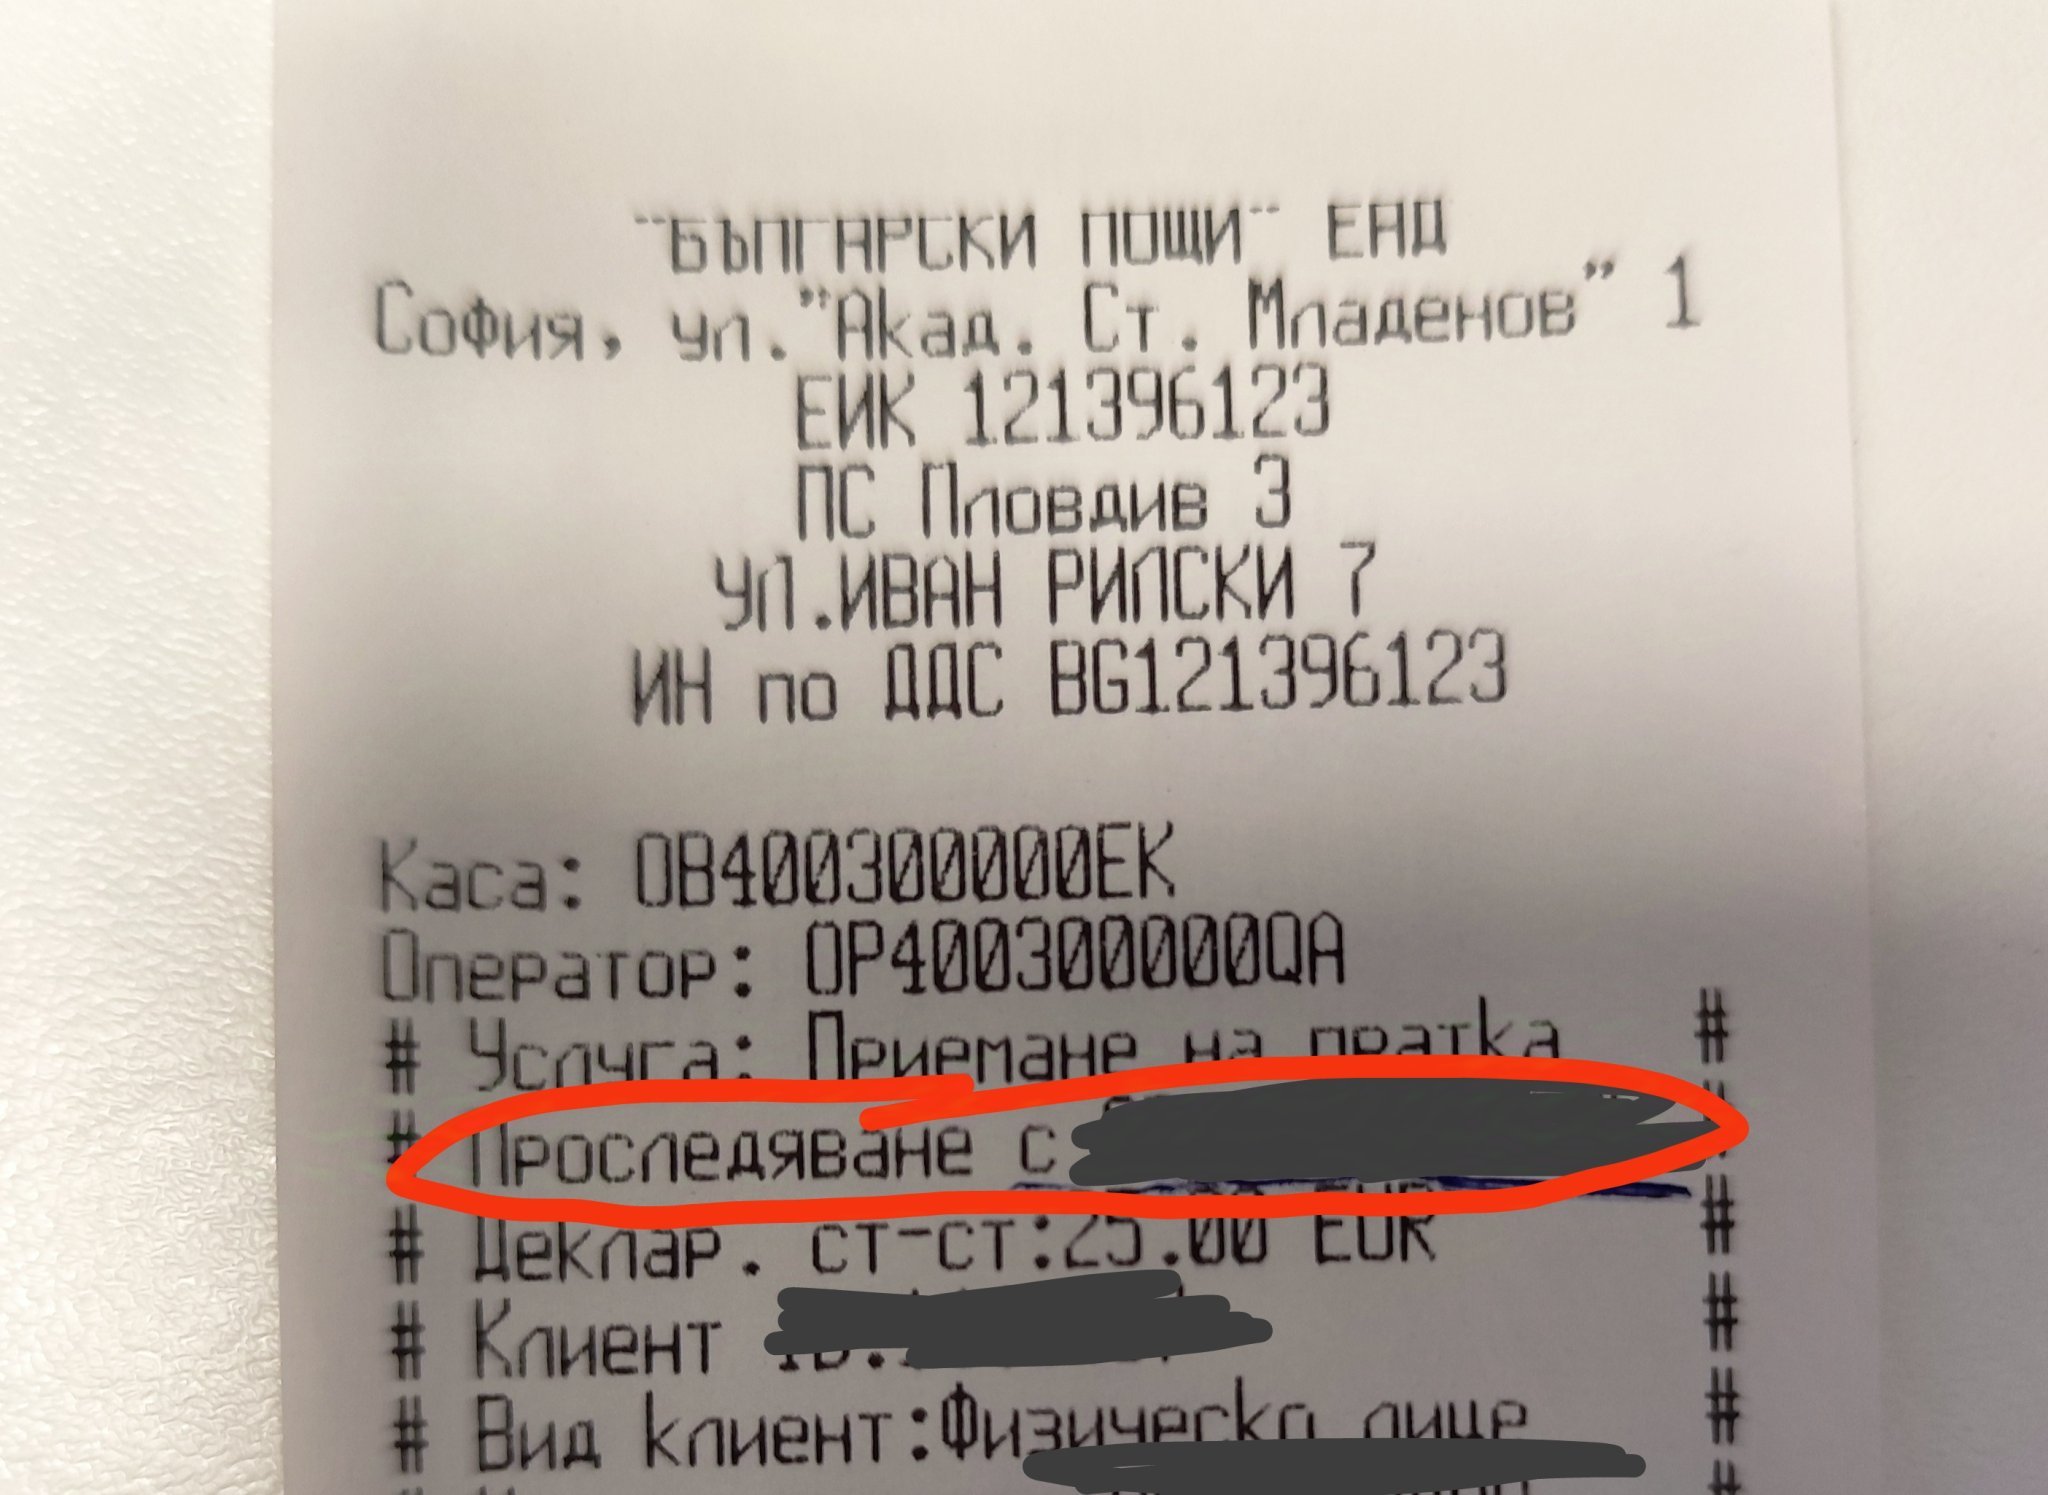 "БЪЛГАРСКИ ПОЩИ" ЕАД
София, ул."Акад. Ст. Младенов" 1
ЕИК 121396123
ПС Пловдив 3
ул.ИВАН РИЛСКИ 7
ИН по ДДС BG121396123
Каса: OB400300000EK
Оператор: OP400300000QA
# Услуга: Приемане на пратка #
# Проследяване с #
# Деклар. ст-ст:25.00 EUR #
# Клиент #
# Вид клиент:Физическо лице #